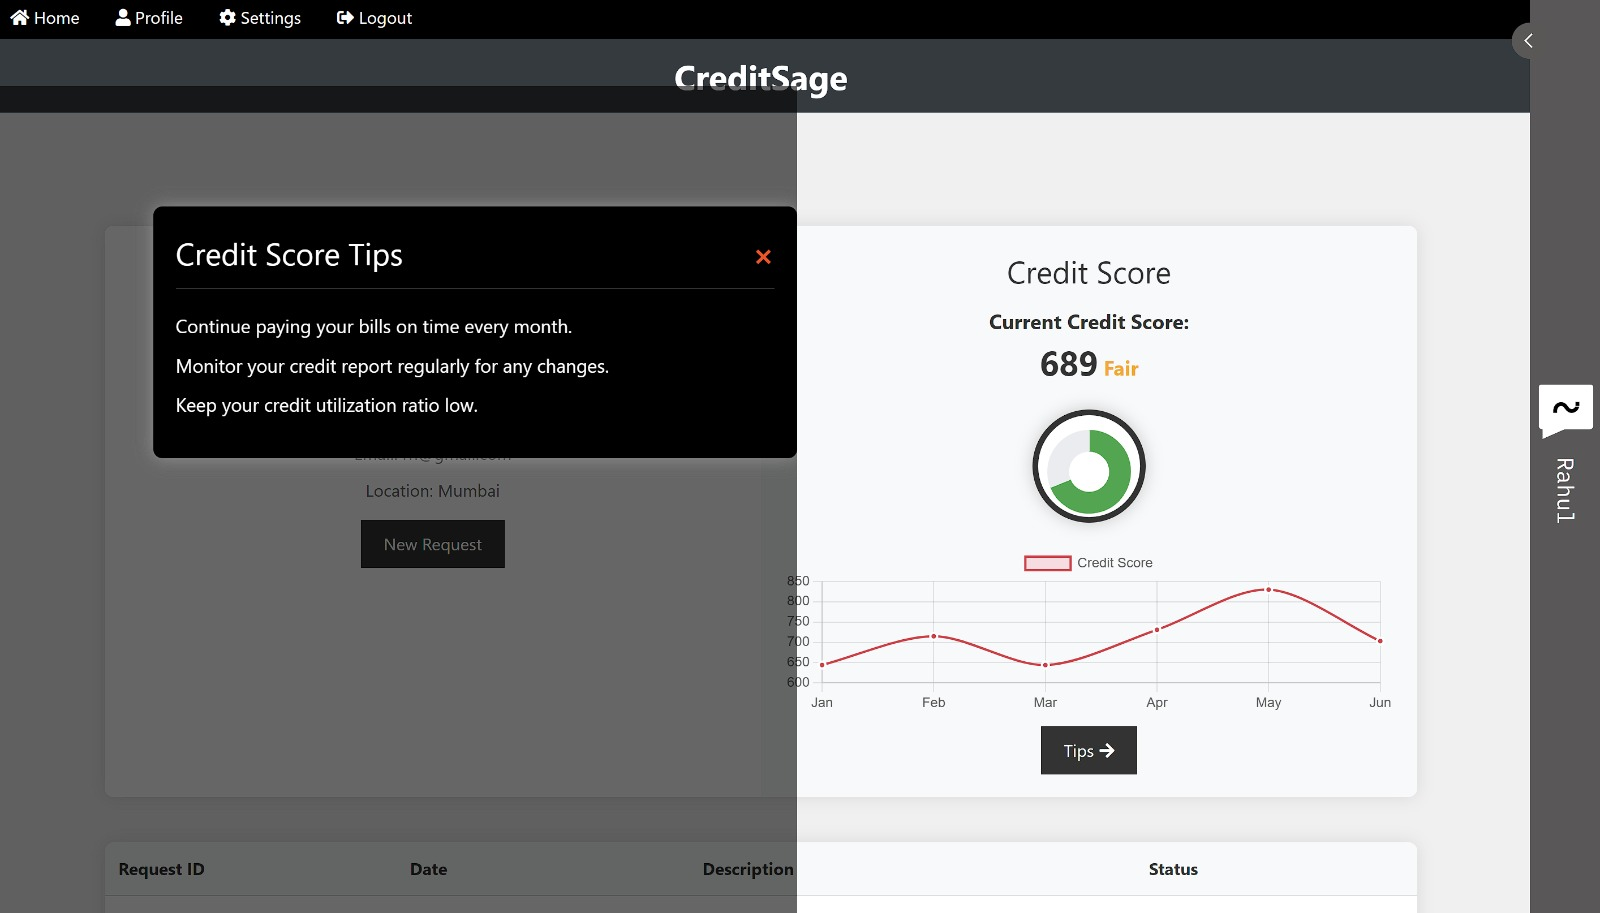 Home Profile Settings Logout
CreditSage
Credit Score Tips
Continue paying your bills on time every month.
Monitor your credit report regularly for any changes.
Keep your credit utilization ratio low.
Location: Mumbai
New Request
Credit Score
Current Credit Score:
689 Fair
Credit Score
850
800
750
700
650
600
Jan Feb Mar Apr May Jun
Tips
Request ID Date Description Status
Rahul